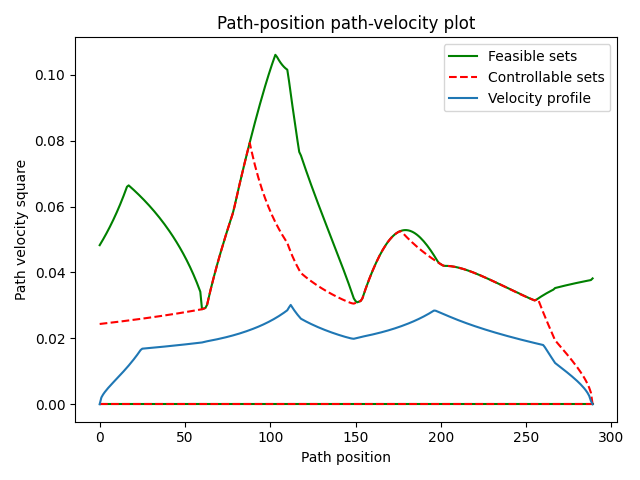 Path-position path-velocity plot
Feasible sets
Controllable sets
Velocity profile
Path velocity square
0.10
0.08
0.06
0.04
0.02
0.00
0 50 100 150 200 250 300
Path position